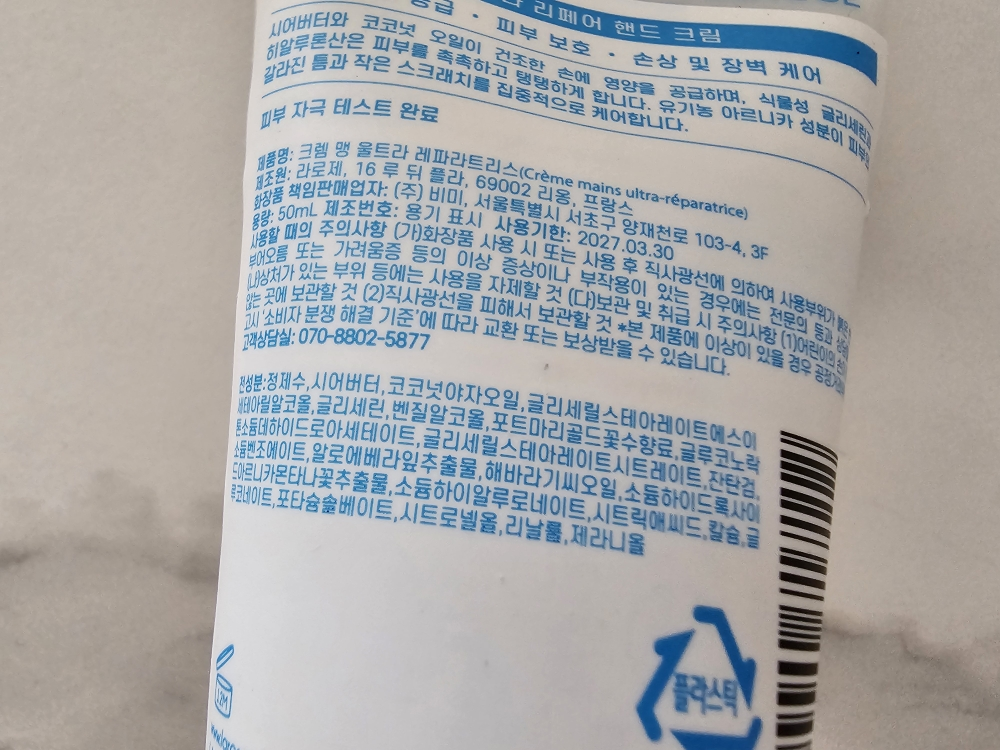 리페어 핸드 크림
공급 · 피부 보호 · 손상 및 장벽 케어
시어버터와 코코넛 오일이 건조한 손에 영양을 공급하며, 식물성 글리세린과
히알루론산은 피부를 촉촉하고 탱탱하게 합니다. 유기농 아르니카 성분이 피부의
갈라진 틈과 작은 스크래치를 집중적으로 케어합니다.
피부 자극 테스트 완료
제품명: 크렘 맹 울트라 레파라트리스(Crème mains ultra-réparatrice)
제조원: 라로제, 16 루 뒤 플라, 69002 리옹, 프랑스
화장품 책임판매업자: (주) 비미, 서울특별시 서초구 양재천로 103-4, 3F
용량: 50mL 제조번호: 용기 표시 사용기한: 2027.03.30
사용할 때의 주의사항 (가)화장품 사용 시 또는 사용 후 직사광선에 의하여 사용부위가 붉은
부어오름 또는 가려움증 등의 이상 증상이나 부작용이 있는 경우에는 전문의 등과
(나)상처가 있는 부위 등에는 사용을 자제할 것 (다)보관 및 취급 시 주의사항 (1)어린이의 손이
않는 곳에 보관할 것 (2)직사광선을 피해서 보관할 것 *본 제품에 이상이 있을 경우
고시 '소비자 분쟁 해결 기준'에 따라 교환 또는 보상받을 수 있습니다.
고객상담실: 070-8802-5877
전성분:정제수,시어버터,코코넛야자오일,글리세릴스테아레이트에스이
세테아릴알코올,글리세린,벤질알코올,포트마리골드꽃수향료,글루코노락
톤소듐데하이드로아세테이트,글리세릴스테아레이트시트레이트,잔탄검,
소듐벤조에이트,알로에베라잎추출물,해바라기씨오일,소듐하이드록사이
드아르니카몬타나꽃추출물,소듐하이알루로네이트,시트릭애씨드,칼슘글
루코네이트,포타슘솔베이트,시트로넬올,리날룰,제라니올
플라스틱
12M